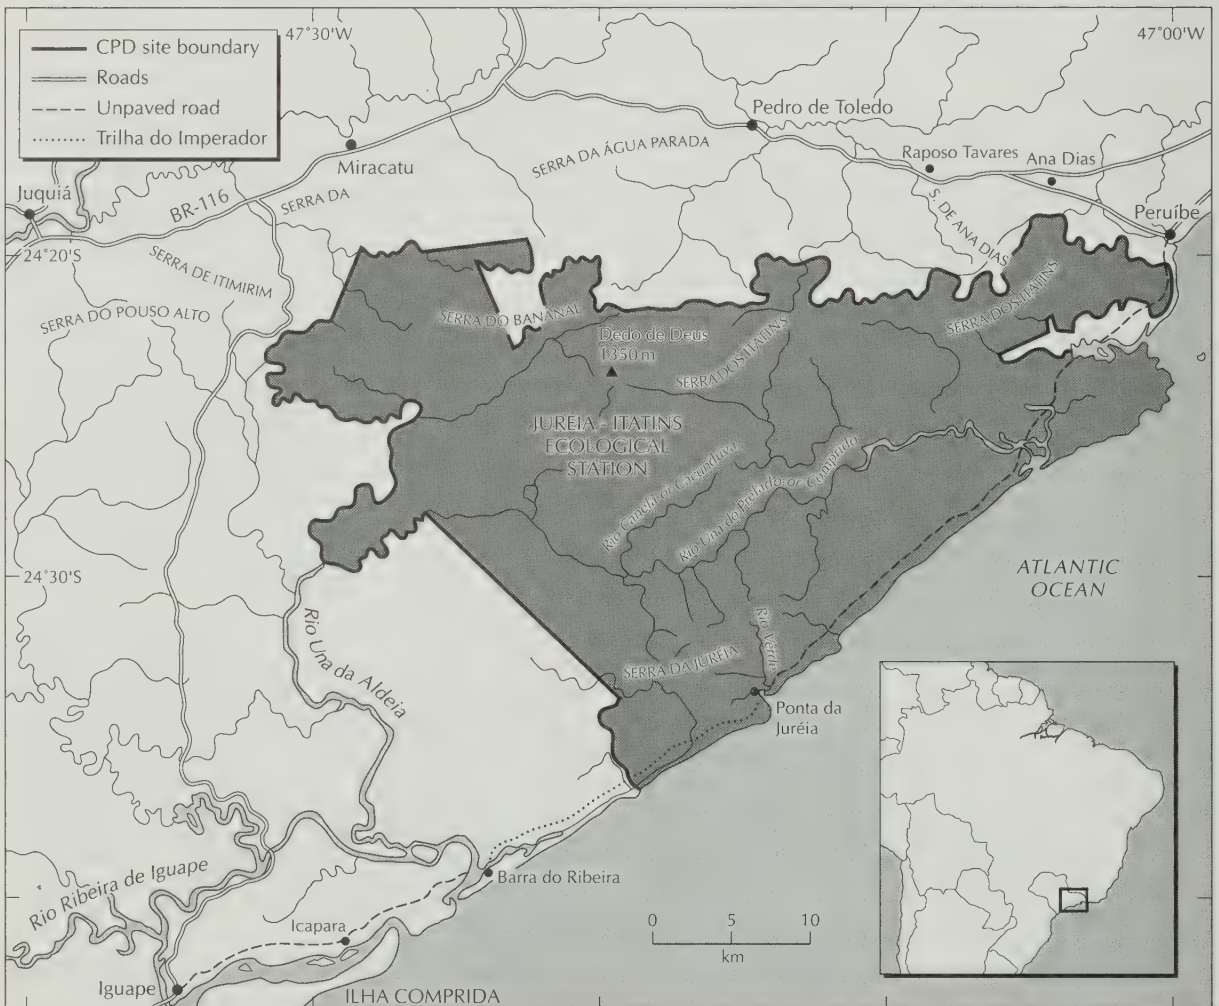 CPD site boundary
Roads
Unpaved road
Trilha do Imperador
47°30'W
47°00'W
Pedro de Toledo
Miracatu
SERRA DA ÁGUA PARADA
Raposo Tavares
Ana Dias
Juquiá
BR-116
SERRA DA
S. DE ANA DIAS
Peruíbe
24°20'S
SERRA DE ITIMIRIM
SERRA DO POUSO ALTO
SERRA DO BANANAL
SERRA DOS ITATINS
Dedo de Deus
1350 m
SERRA DOS ITATINS
JURÉIA - ITATINS
ECOLOGICAL
STATION
Rio Canela or Cacunduva
Rio Una do Prelado or Comprido
24°30'S
ATLANTIC
OCEAN
Rio Una da Aldeia
Rio Verde
SERRA DA JURÉIA
Ponta da
Juréia
Rio Ribeira de Iguape
Barra do Ribeira
Icapara
0 5 10
km
Iguape
ILHA COMPRIDA